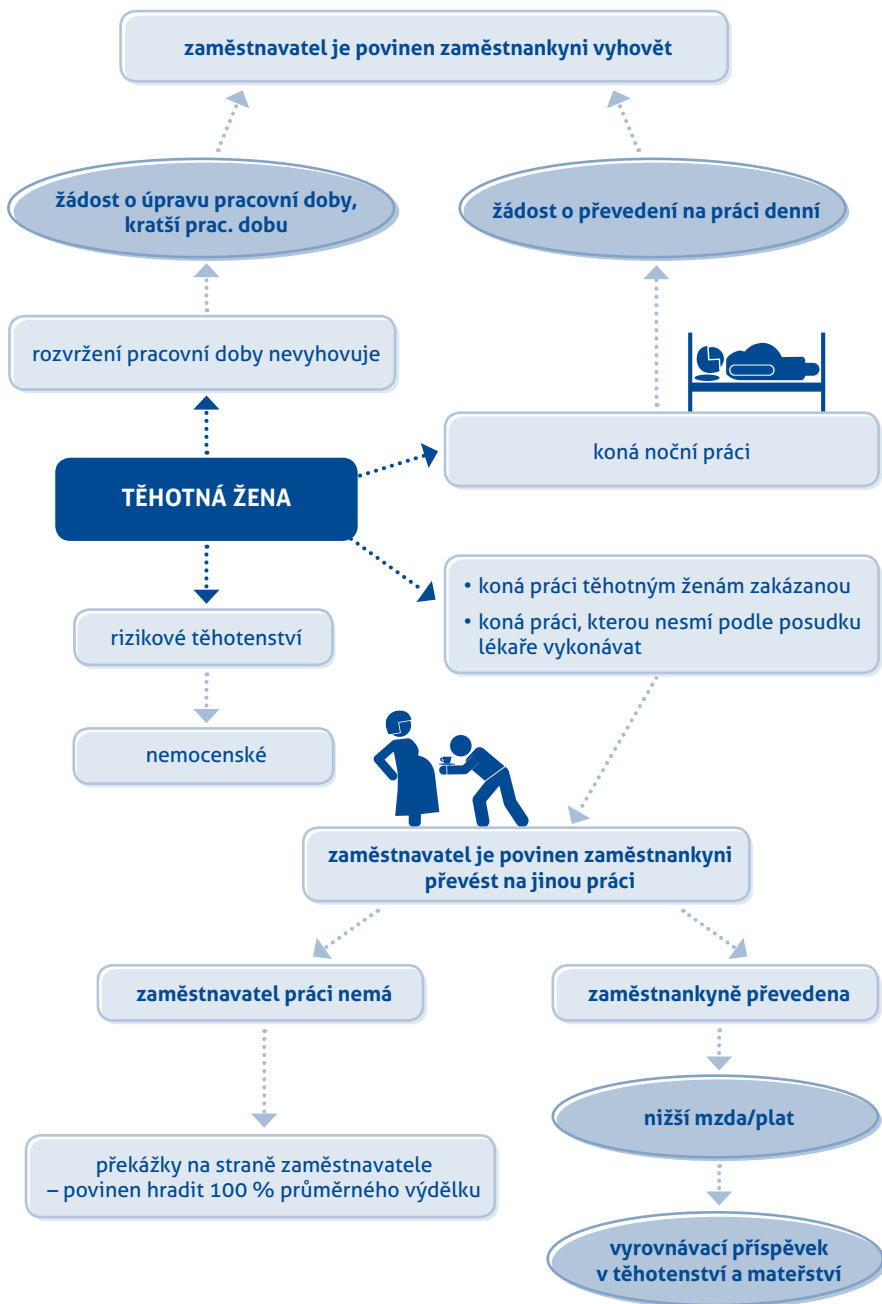 zaměstnavatel je povinen zaměstnankyni vyhovět
žádost o úpravu pracovní doby,
kratší prac. dobu
žádost o převedení na práci denní
rozvržení pracovní doby nevyhovuje
koná noční práci
TĚHOTNÁ ŽENA
• koná práci těhotným ženám zakázanou
• koná práci, kterou nesmí podle posudku
lékaře vykonávat
rizikové těhotenství
nemocenské
zaměstnavatel je povinen zaměstnankyni
převést na jinou práci
zaměstnavatel práci nemá
zaměstnankyně převedena
nižší mzda/plat
překážky na straně zaměstnavatele
– povinen hradit 100 % průměrného výdělku
vyrovnávací příspěvek
v těhotenství a mateřství